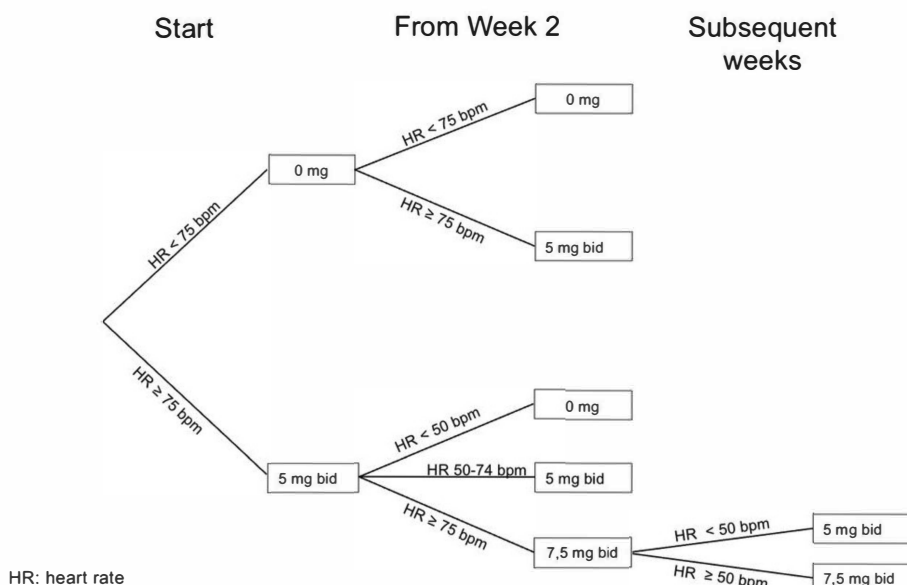 Start
From Week 2
Subsequent
weeks
HR < 75 bpm
0 mg
HR < 75 bpm
0 mg
HR ≥ 75 bpm
5 mg bid
HR ≥ 75 bpm
5 mg bid
HR < 50 bpm
0 mg
HR 50-74 bpm
5 mg bid
HR ≥ 75 bpm
7,5 mg bid
HR < 50 bpm
5 mg bid
HR ≥ 50 bpm
7,5 mg bid
HR: heart rate